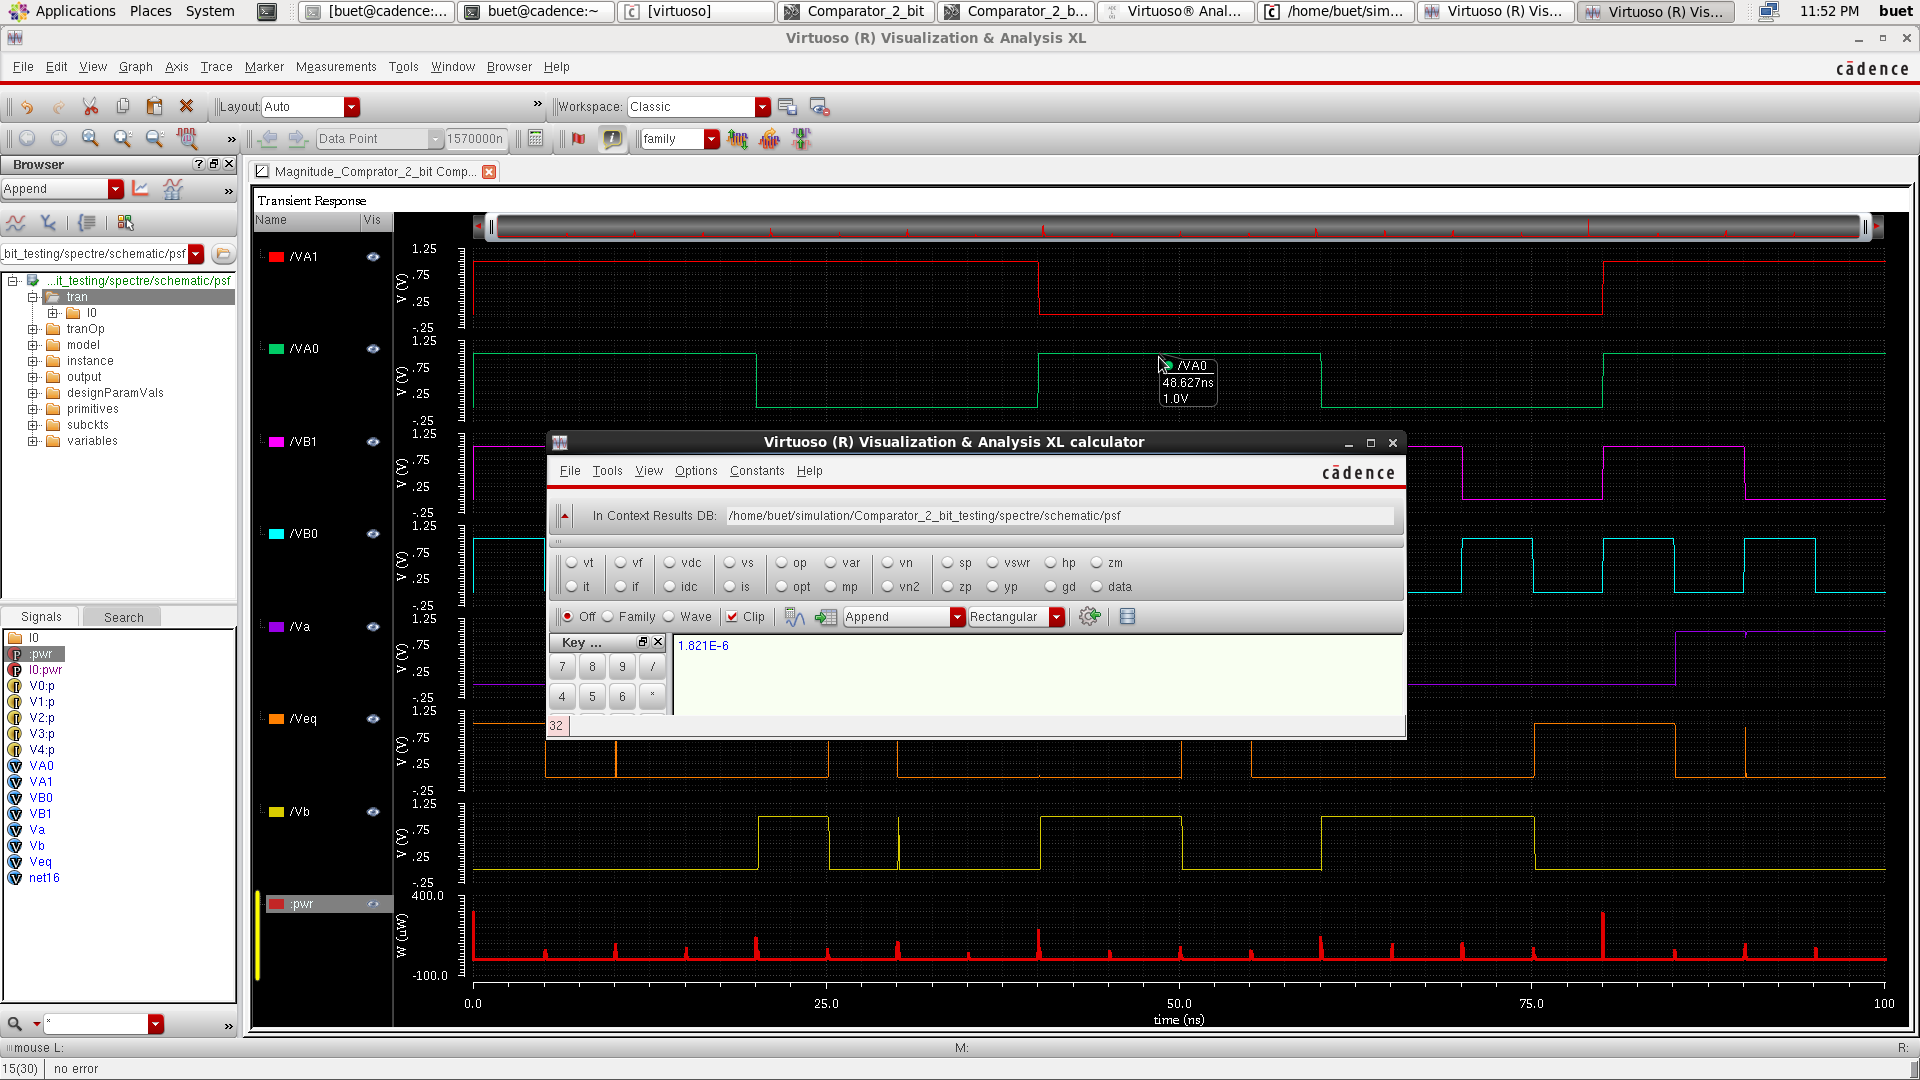 Applications Places System [buet@cadence:... buet@cadence:~ [virtuoso] Comparator_2_bit Comparator_2_b... Virtuoso® Anal... /home/buet/sim... Virtuoso (R) Vis... Virtuoso (R) Vis... 11:52 PM buet
Virtuoso (R) Visualization & Analysis XL
File Edit View Graph Axis Trace Marker Measurements Tools Window Browser Help cādence
Layout: Auto » Workspace: Classic
» Data Point 1570000n family
Browser
Append »
Magnitude_Comprator_2_bit Comp...
_bit_testing/spectre/schematic/psf
...it_testing/spectre/schematic/psf
tran
I0
tranOp
model
instance
output
designParamVals
primitives
subckts
variables
Signals Search
I0
:pwr
I0:pwr
V0:p
V1:p
V2:p
V3:p
V4:p
VA0
VA1
VB0
VB1
Va
Vb
Veq
net16
* »
Transient Response
Name Vis
/VA1
1.25
.75
.25
-.25
V (V)
/VA0
1.25
.75
.25
-.25
V (V)
/VA0
48.627ns
1.0V
/VB1
1.25
.75
.25
-.25
V (V)
/VB0
1.25
.75
.25
-.25
V (V)
/Va
1.25
.75
.25
-.25
V (V)
/Veq
1.25
.75
.25
-.25
V (V)
/Vb
1.25
.75
.25
-.25
V (V)
:pwr
400.0
-100.0
W (uW)
0.0 25.0 50.0 75.0 100
time (ns)
Virtuoso (R) Visualization & Analysis XL calculator
File Tools View Options Constants Help cādence
In Context Results DB: /home/buet/simulation/Comparator_2_bit_testing/spectre/schematic/psf
vt vf vdc vs op var vn sp vswr hp zm
it if idc is opt mp vn2 zp yp gd data
Off Family Wave Clip Append Rectangular
Key ...
7 8 9 /
4 5 6 *
1.821E-6
32
mouse L: M: R:
15(30) no error